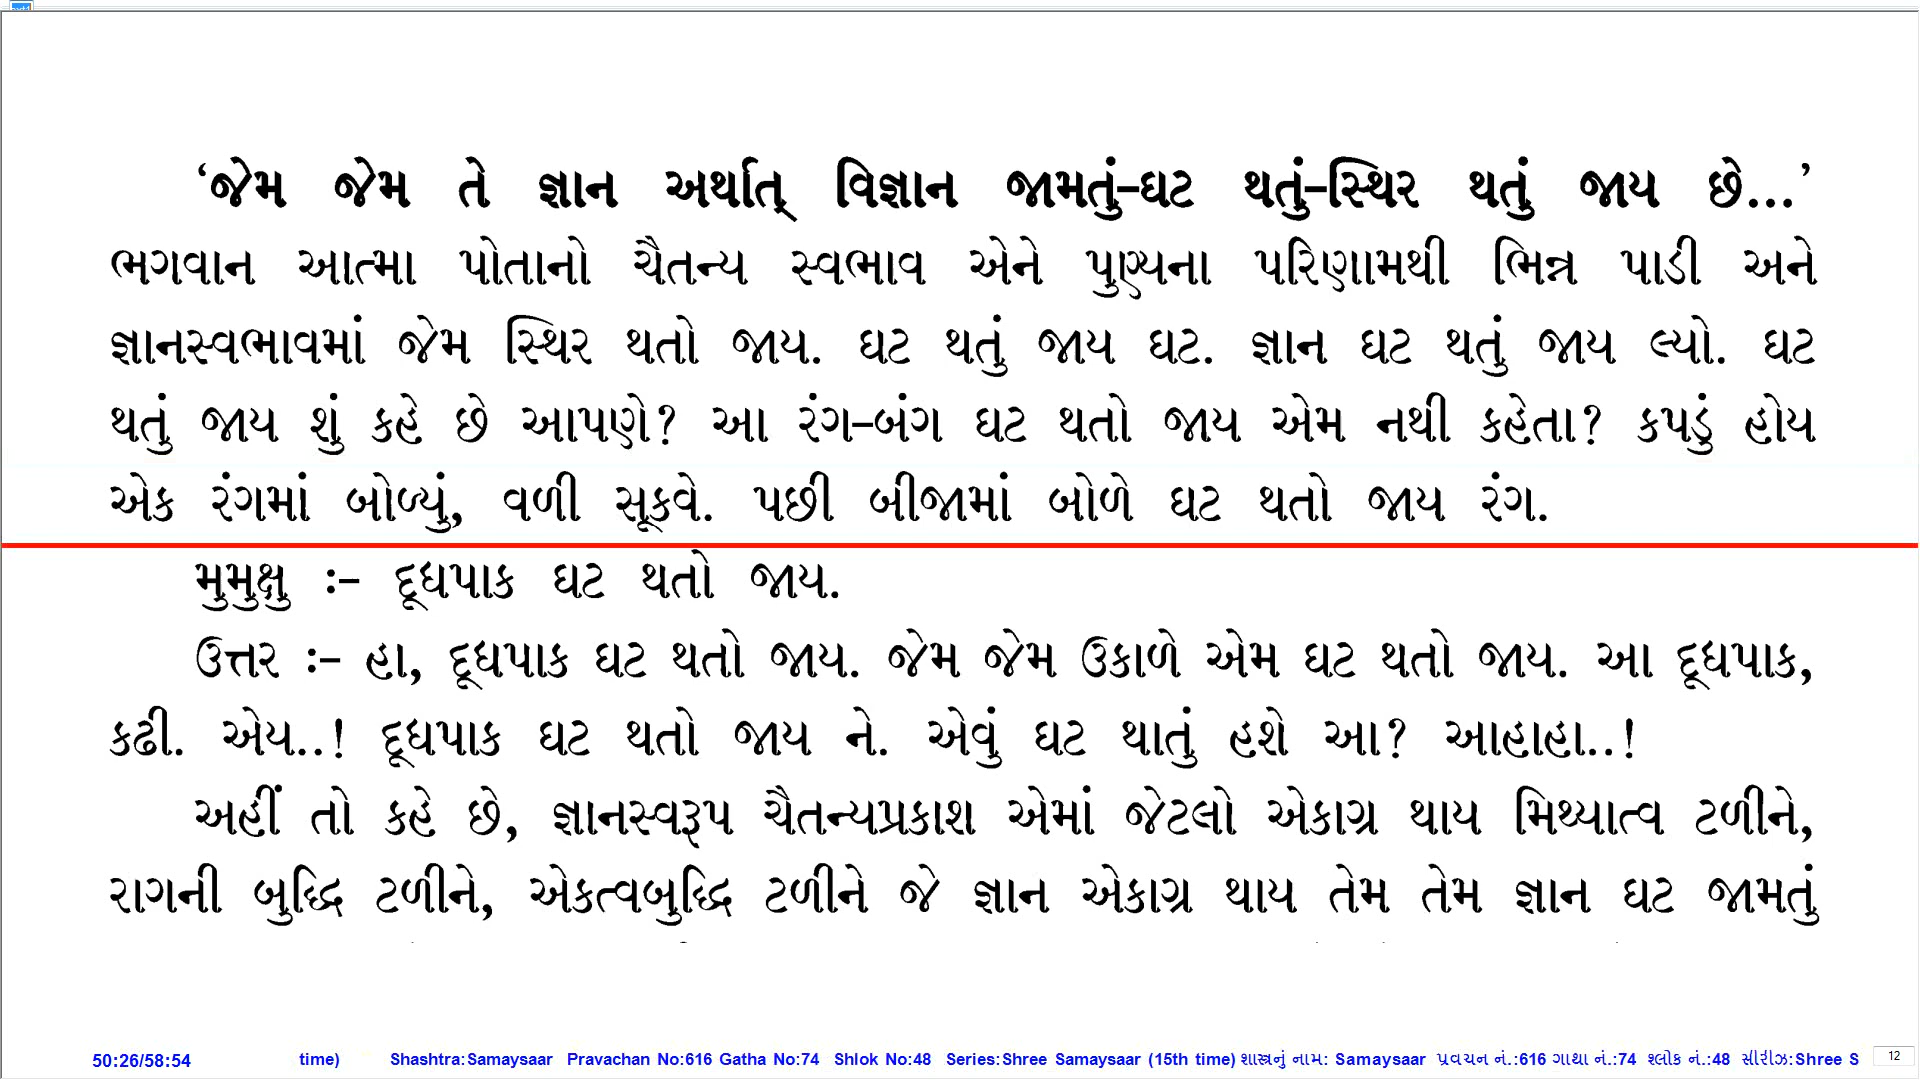 ‘જેમ જેમ તે જ્ઞાન અર્થાત્ વિજ્ઞાન જામતું–ઘટ થતું–સ્થિર થતું જાય છે...’
ભગવાન આત્મા પોતાનો ચૈતન્ય સ્વભાવ એને પુણ્યના પરિણામથી ભિન્ન પાડી અને
જ્ઞાનસ્વભાવમાં જેમ સ્થિર થતો જાય. ઘટ થતું જાય ઘટ. જ્ઞાન ઘટ થતું જાય લ્યો. ઘટ
થતું જાય શું કહે છે આપણે? આ રંગ–બંગ ઘટ થતો જાય એમ નથી કહેતા? કપડું હોય
એક રંગમાં બોળ્યું, વળી સૂકવે. પછી બીજામાં બોળે ઘટ થતો જાય રંગ.
મુમુક્ષુ :– દૂધપાક ઘટ થતો જાય.
ઉત્તર :– હા, દૂધપાક ઘટ થતો જાય. જેમ જેમ ઉકાળે એમ ઘટ થતો જાય. આ દૂધપાક,
કઢી. એય..! દૂધપાક ઘટ થતો જાય ને. એવું ઘટ થાતું હશે આ? આહાહા..!
અહીં તો કહે છે, જ્ઞાનસ્વરૂપ ચૈતન્યપ્રકાશ એમાં જેટલો એકાગ્ર થાય મિથ્યાત્વ ટળીને,
રાગની બુદ્ધિ ટળીને, એકત્વબુદ્ધિ ટળીને જે જ્ઞાન એકાગ્ર થાય તેમ તેમ જ્ઞાન ઘટ જામતું
50:26/58:54 time) Shashtra:Samaysaar Pravachan No:616 Gatha No:74 Shlok No:48 Series:Shree Samaysaar (15th time) શાસ્ત્રનું નામ: Samaysaar પ્રવચન નં.:616 ગાથા નં.:74 શ્લોક નં.:48 સીરીઝ:Shree S 12